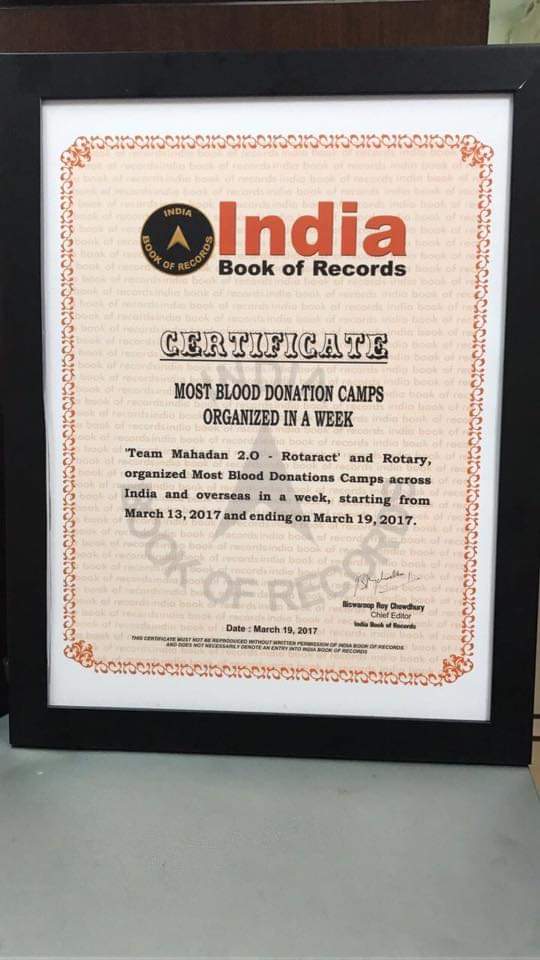 INDIA
BOOK OF RECORDS
India
Book of Records
CERTIFICATE
MOST BLOOD DONATION CAMPS
ORGANIZED IN A WEEK
'Team Mahadan 2.O - Rotaract' and Rotary,
organized Most Blood Donations Camps across
India and overseas in a week, starting from
March 13, 2017 and ending on March 19, 2017.
INDIA
BOOK OF RECORDS
Biswaroop Roy Chowdhury
Chief Editor
India Book of Records
Date : March 19, 2017
THIS CERTIFICATE MUST NOT BE REPRODUCED WITHOUT WRITTEN PERMISSION OF INDIA BOOK OF RECORDS
AND DOES NOT NECESSARILY DENOTE AN ENTRY INTO INDIA BOOK OF RECORDS